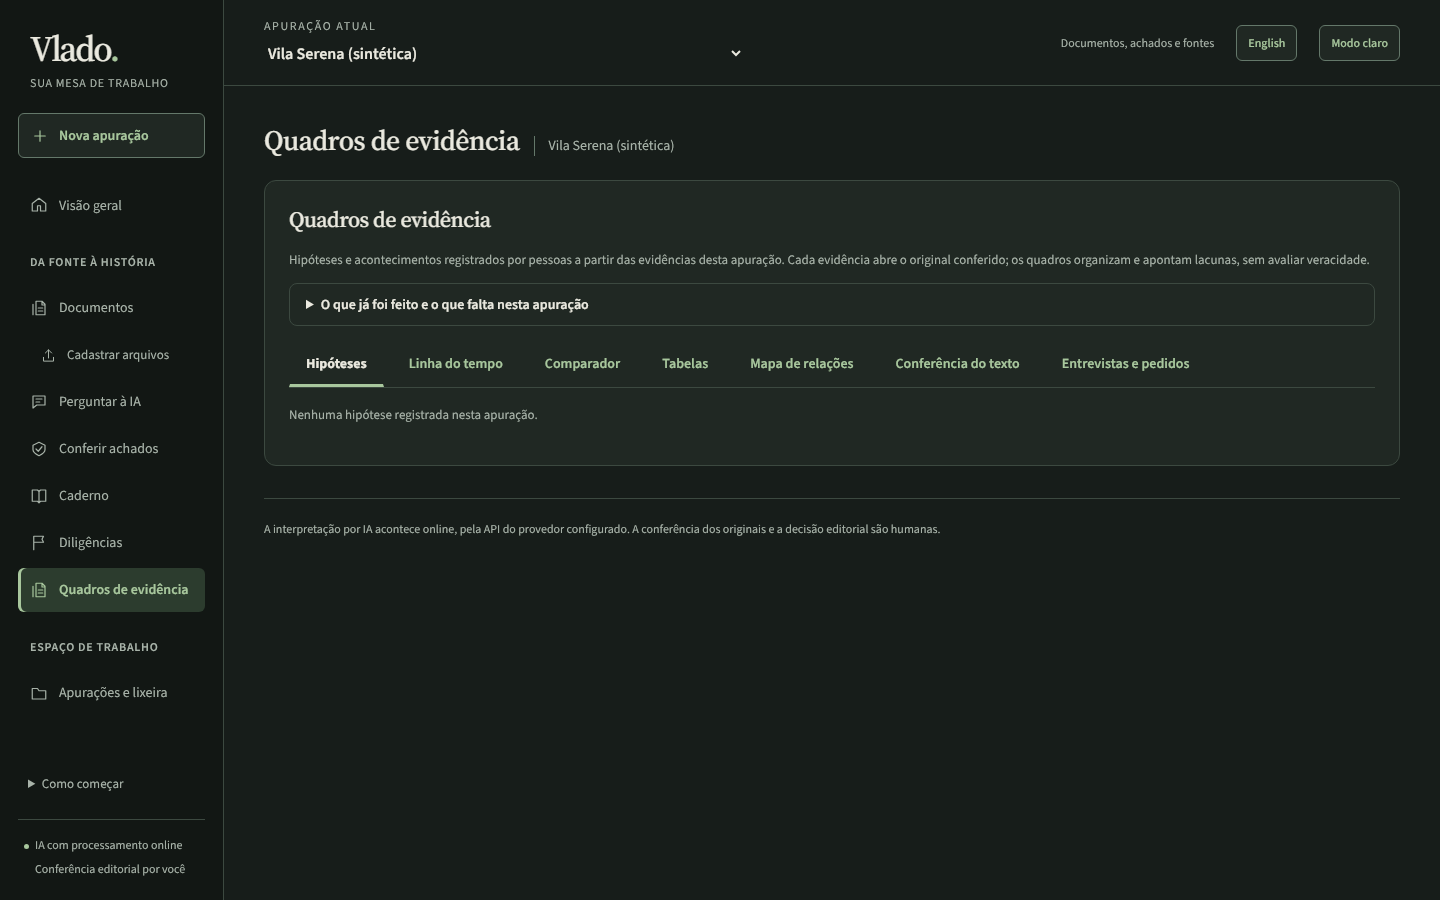 Vlado.
SUA MESA DE TRABALHO
Nova apuração
Visão geral
DA FONTE À HISTÓRIA
Documentos
Cadastrar arquivos
Perguntar à IA
Conferir achados
Caderno
Diligências
Quadros de evidência
ESPAÇO DE TRABALHO
Apurações e lixeira
Como começar
IA com processamento online
Conferência editorial por você
APURAÇÃO ATUAL
Vila Serena (sintética)
Documentos, achados e fontes
English
Modo claro
Quadros de evidência
Vila Serena (sintética)
Quadros de evidência
Hipóteses e acontecimentos registrados por pessoas a partir das evidências desta apuração. Cada evidência abre o original conferido; os quadros organizam e apontam lacunas, sem avaliar veracidade.
O que já foi feito e o que falta nesta apuração
Hipóteses
Linha do tempo
Comparador
Tabelas
Mapa de relações
Conferência do texto
Entrevistas e pedidos
Nenhuma hipótese registrada nesta apuração.
A interpretação por IA acontece online, pela API do provedor configurado. A conferência dos originais e a decisão editorial são humanas.